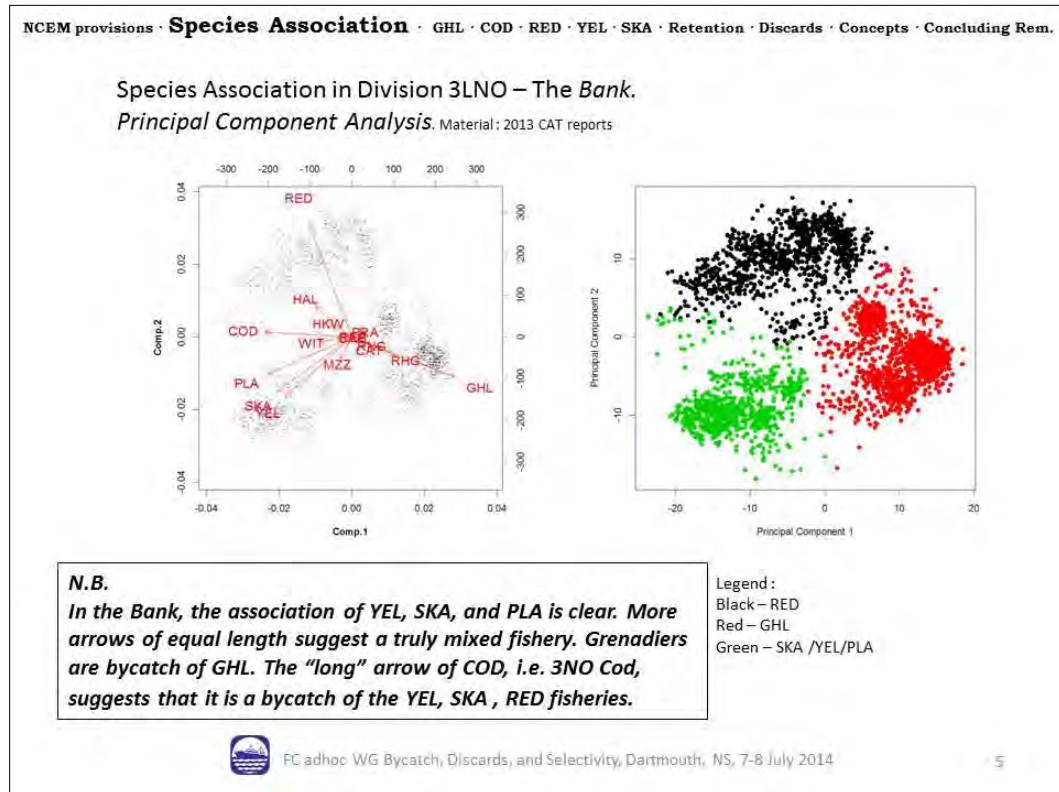 NCEM provisions · Species Association · GHL · COD · RED · YEL · SKA · Retention · Discards · Concepts · Concluding Rem.
Species Association in Division 3LNO – The Bank.
Principal Component Analysis. Material: 2013 CAT reports
-300 -200 -100 0 100 200 300
0.04
0.02
0.00
-0.02
-0.04
Comp.2
RED
HAL
HKW
COD
WIT
CAT
MZZ
RHG
PLA
GHL
SKA
YEL
300
200
100
0
-100
-200
-300
-0.04 -0.02 0.00 0.02 0.04
Comp.1
10
0
-10
Principal Component 2
-20 -10 0 10 20
Principal Component 1
N.B.
In the Bank, the association of YEL, SKA, and PLA is clear. More
arrows of equal length suggest a truly mixed fishery. Grenadiers
are bycatch of GHL. The “long” arrow of COD, i.e. 3NO Cod,
suggests that it is a bycatch of the YEL, SKA , RED fisheries.
Legend :
Black – RED
Red – GHL
Green – SKA /YEL/PLA
FC adhoc WG Bycatch, Discards, and Selectivity, Dartmouth, NS, 7-8 July 2014
5